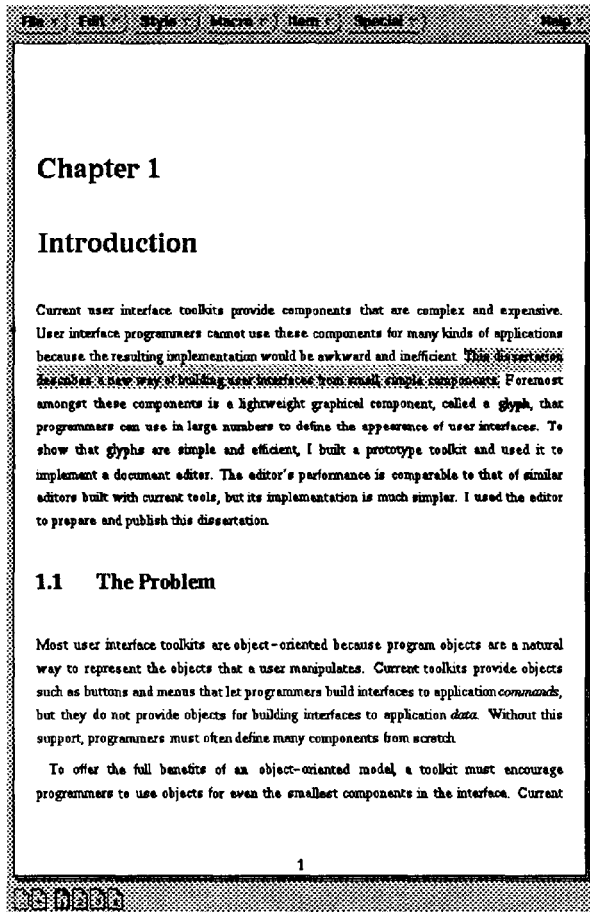 File Edit Style Macro Item Special Help
Chapter 1
Introduction
Current user interface toolkits provide components that are complex and expensive.
User interface programmers cannot use these components for many kinds of applications
because the resulting implementation would be awkward and inefficient. This dissertation
describes a new way of building user interfaces from small, simple components. Foremost
amongst these components is a lightweight graphical component, called a glyph, that
programmers can use in large numbers to define the appearance of user interfaces. To
show that glyphs are simple and efficient, I built a prototype toolkit and used it to
implement a document editor. The editor's performance is comparable to that of similar
editors built with current tools, but its implementation is much simpler. I used the editor
to prepare and publish this dissertation.
1.1 The Problem
Most user interface toolkits are object-oriented because program objects are a natural
way to represent the objects that a user manipulates. Current toolkits provide objects
such as buttons and menus that let programmers build interfaces to application commands,
but they do not provide objects for building interfaces to application data. Without this
support, programmers must often define many components from scratch.
To offer the full benefits of an object-oriented model, a toolkit must encourage
programmers to use objects for even the smallest components in the interface. Current
1